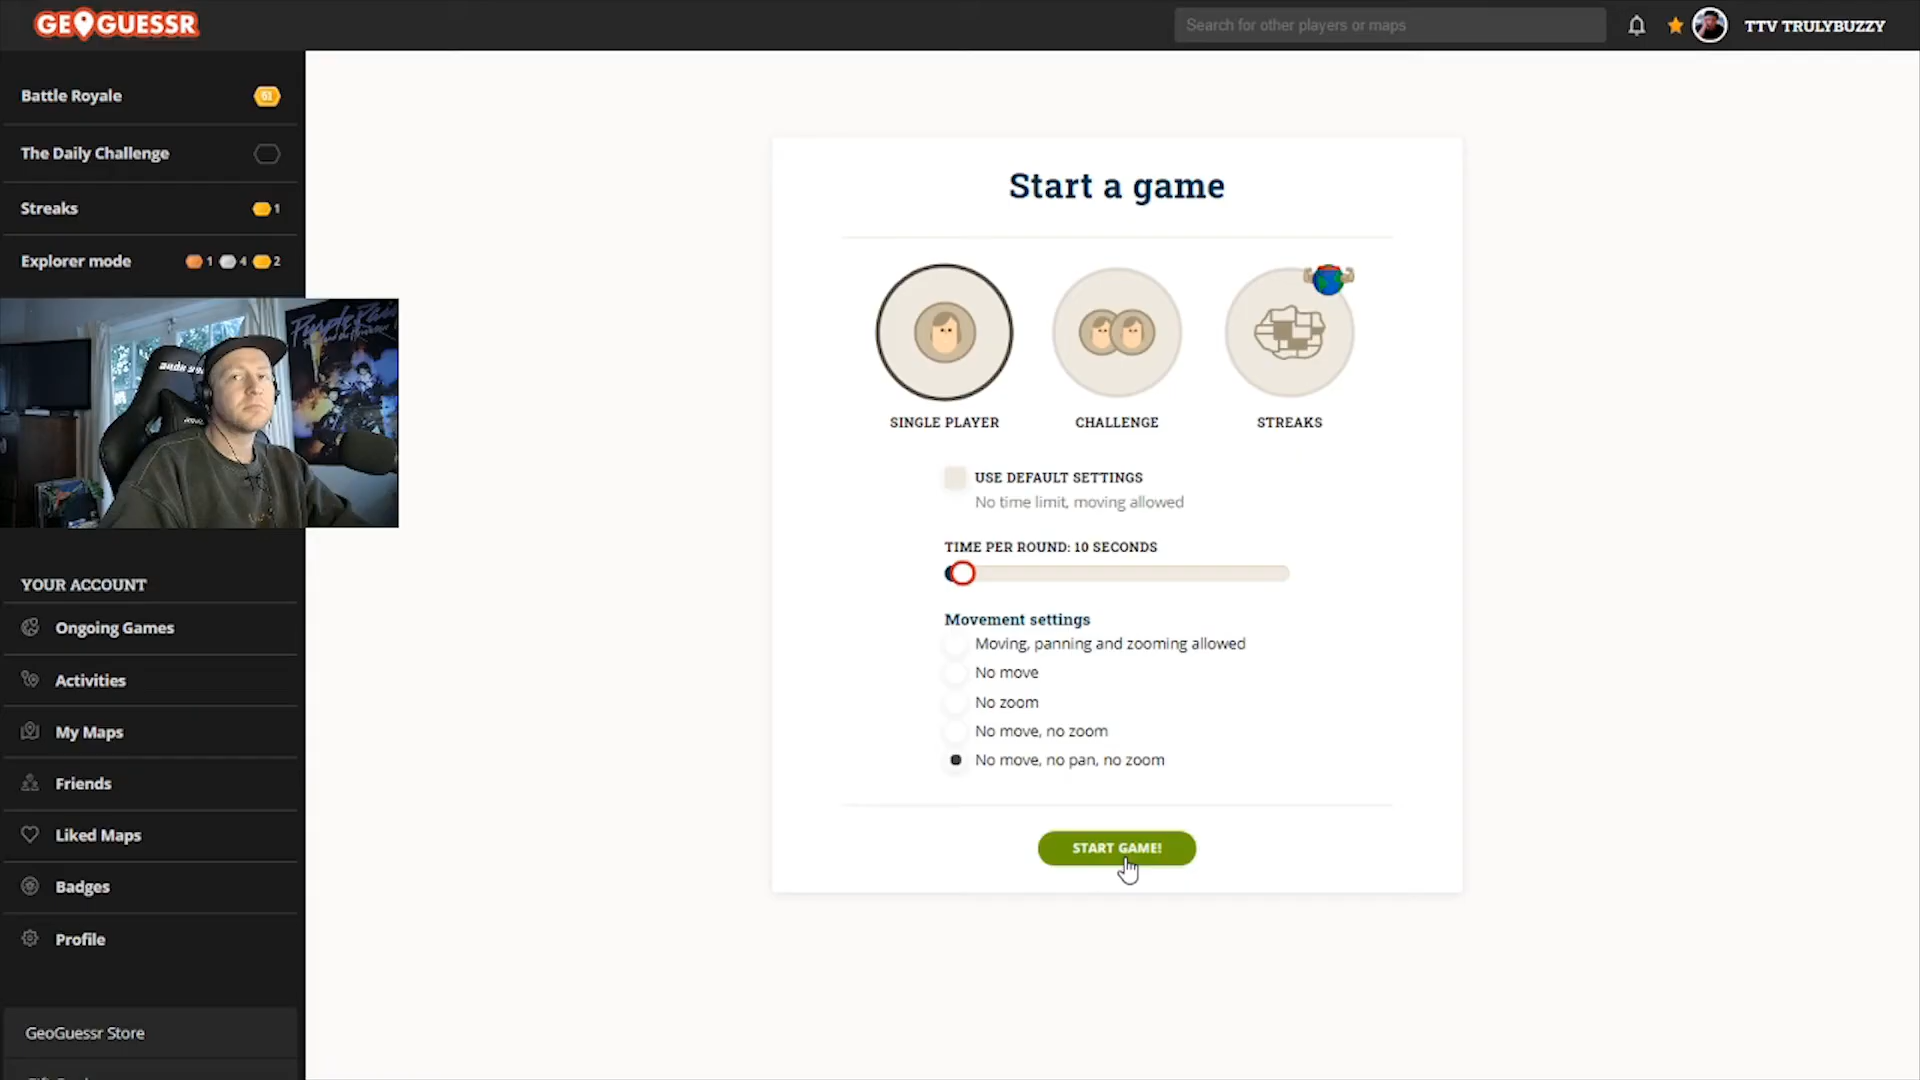 GEOGUESSR
Search for other players or maps
TTV TRULYBUZZY
Battle Royale
61
The Daily Challenge
Streaks
1
Explorer mode
1 4 2
Purple Rain
YOUR ACCOUNT
Ongoing Games
Activities
My Maps
Friends
Liked Maps
Badges
Profile
GeoGuessr Store
Start a game
SINGLE PLAYER
CHALLENGE
STREAKS
USE DEFAULT SETTINGS
No time limit, moving allowed
TIME PER ROUND: 10 SECONDS
Movement settings
Moving, panning and zooming allowed
No move
No zoom
No move, no zoom
No move, no pan, no zoom
START GAME!